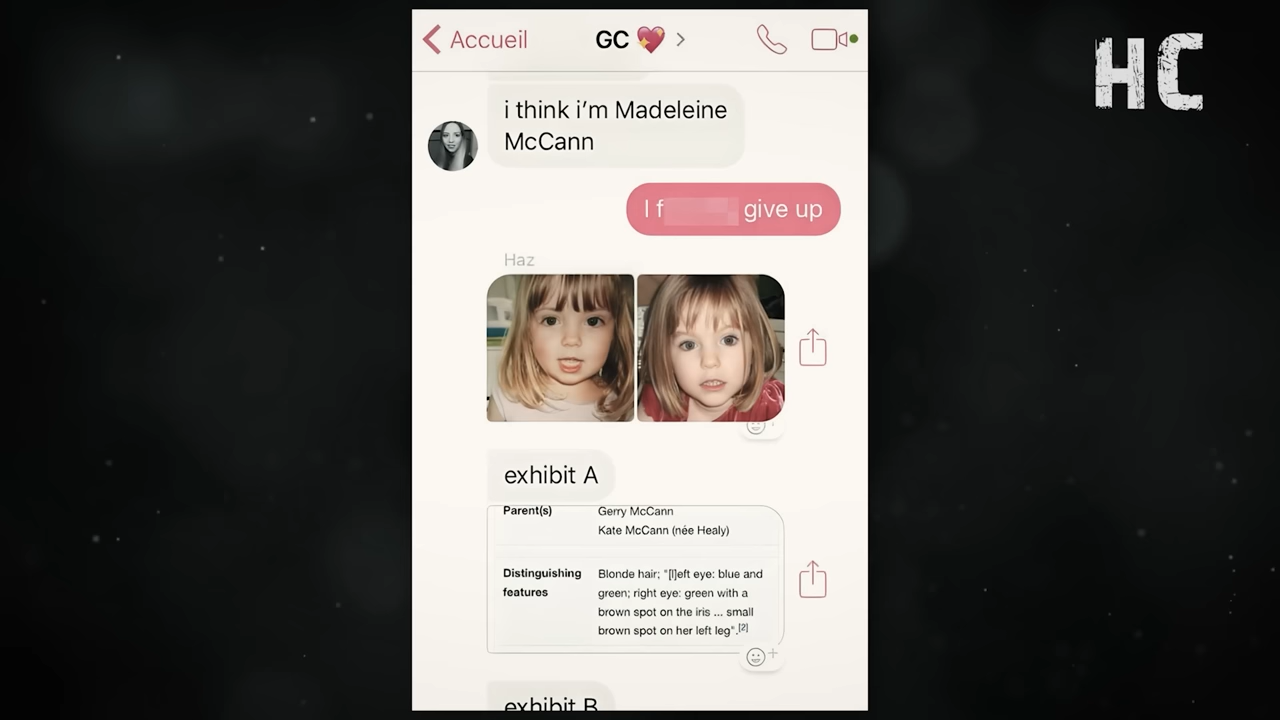 Accueil
GC
HC
i think i'm Madeleine
McCann
I f give up
Haz
exhibit A
Parent(s) Gerry McCann
Kate McCann (née Healy)
Distinguishing Blonde hair; "[l]eft eye: blue and
features green; right eye: green with a
brown spot on the iris ... small
brown spot on her left leg".[2]
exhibit B